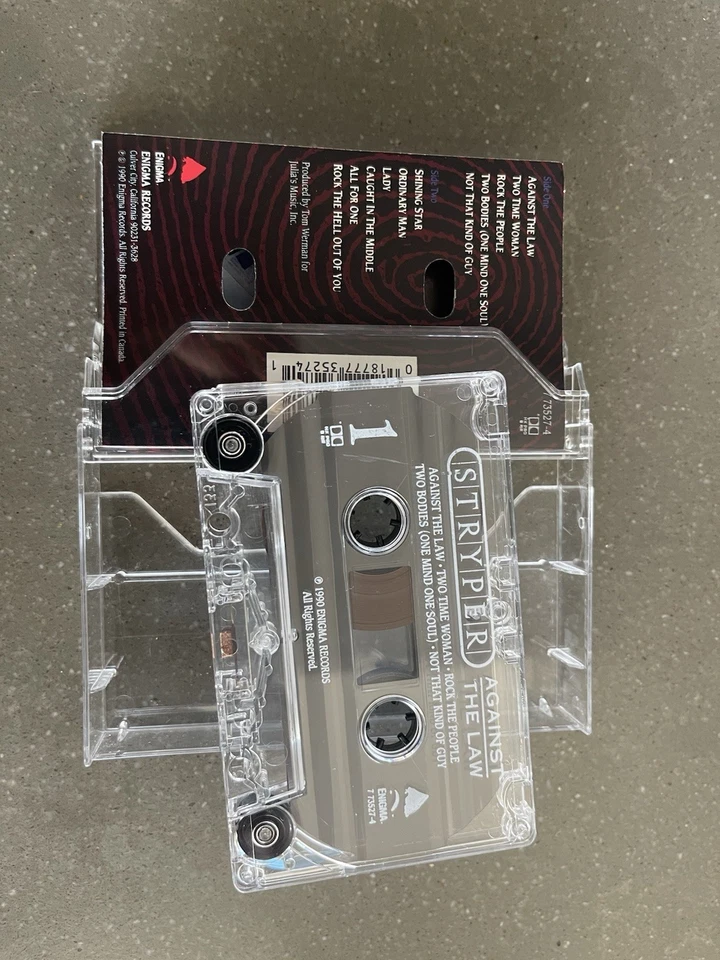 Side One
AGAINST THE LAW
TWO TIME WOMAN
ROCK THE PEOPLE
TWO BODIES (ONE MIND ONE SOUL)
NOT THAT KIND OF GUY
Side Two
SHINING STAR
ORDINARY MAN
LADY
CAUGHT IN THE MIDDLE
ALL FOR ONE
ROCK THE HELL OUT OF YOU
Produced by Tom Werman for
Julia's Music, Inc.
ENIGMA
ENIGMA RECORDS
Culver City, California 90231-3628
℗ © 1990 Enigma Records. All Rights Reserved. Printed in Canada.
73527-4
0 18777 35274 1
STRYPER AGAINST
THE LAW
AGAINST THE LAW • TWO TIME WOMAN • ROCK THE PEOPLE
TWO BODIES (ONE MIND ONE SOUL) • NOT THAT KIND OF GUY
1
ENIGMA
7 73527-4
℗ 1990 ENIGMA RECORDS
All Rights Reserved.